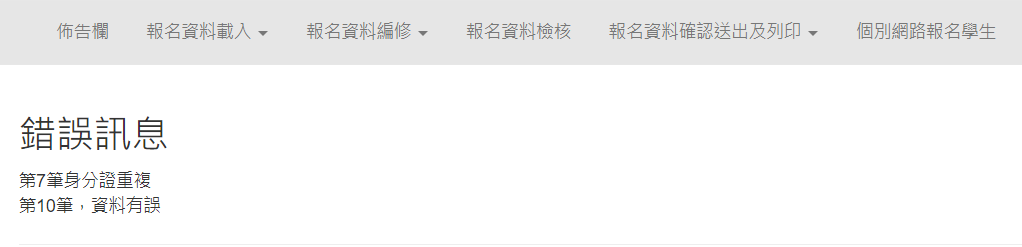 佈告欄 報名資料載入 報名資料編修 報名資料檢核 報名資料確認送出及列印 個別網路報名學生
錯誤訊息
第7筆身分證重複
第10筆，資料有誤